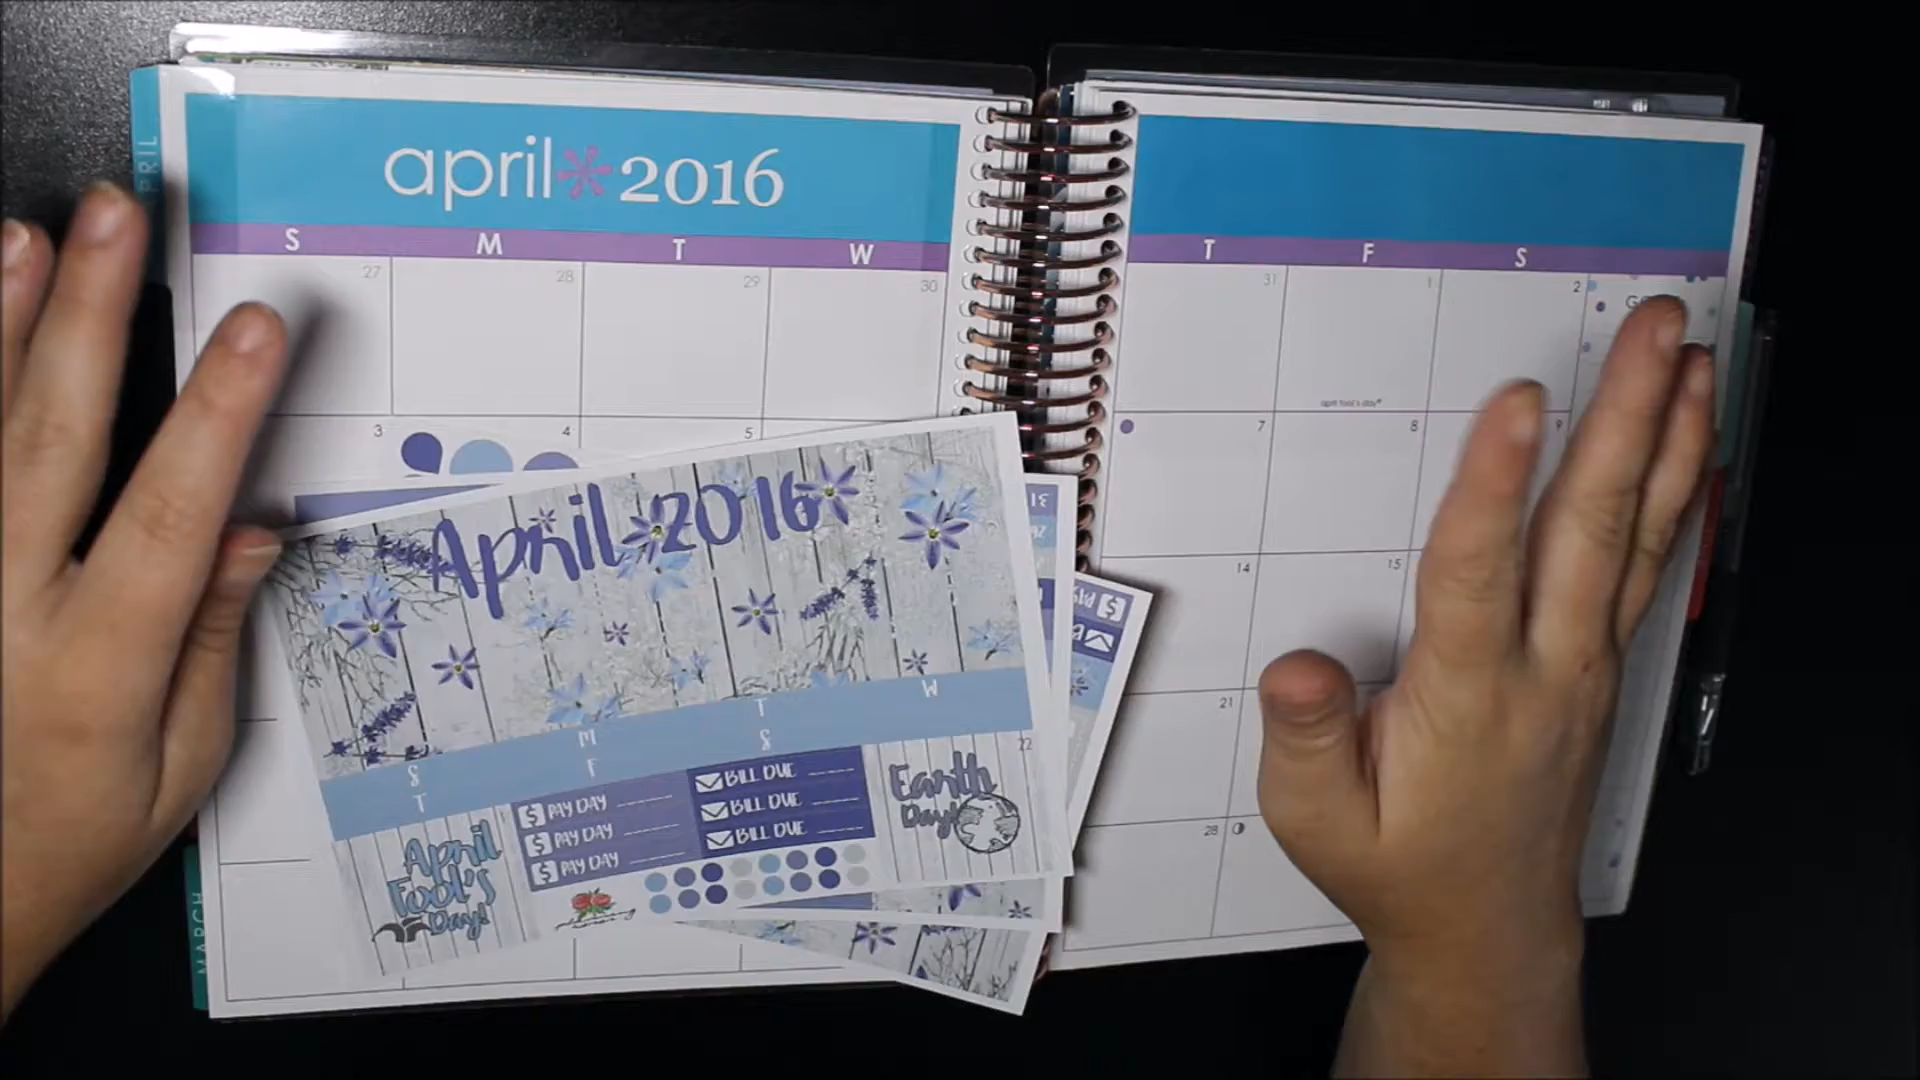 april*2016
S M T W
T F S
27 28 29 30
31 1 2
april fool's day*
3 4 5
7 8 9
14 15
21
28
APRIL
MARCH
April 2016
S M T W
T F S
22
PAY DAY
PAY DAY
PAY DAY
BILL DUE
BILL DUE
BILL DUE
April
Fool's
Day!
Earth
Day!
31